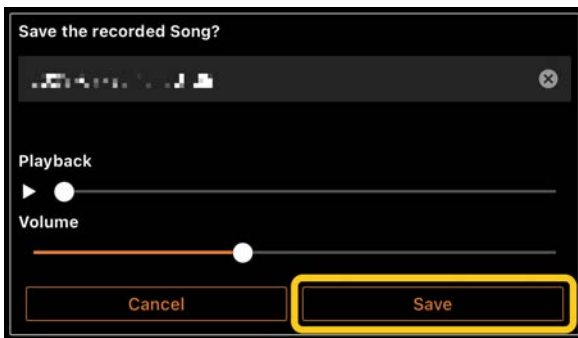 Save the recorded Song?
Playback
Volume
Cancel
Save